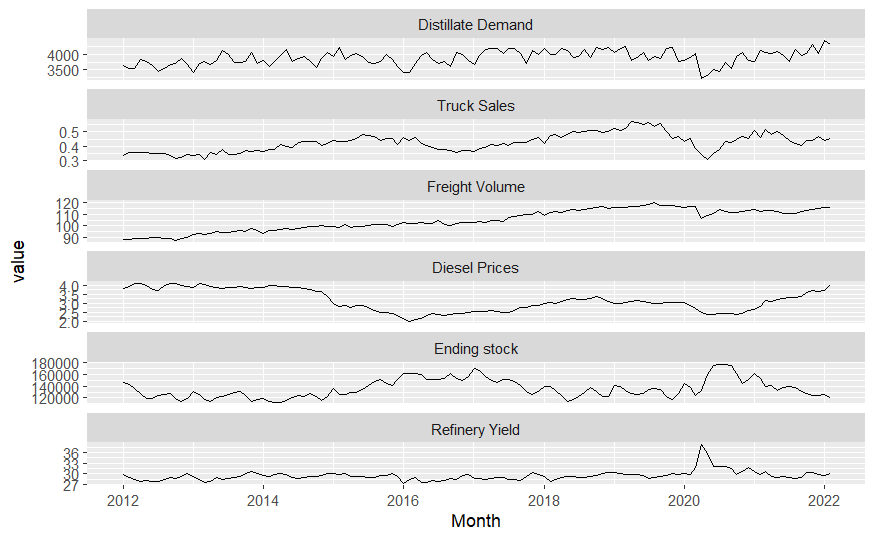 Distillate Demand
4000
3500
Truck Sales
0.5
0.4
0.3
Freight Volume
120
110
100
90
Diesel Prices
4.0
3.5
3.0
2.5
2.0
Ending stock
180000
160000
140000
120000
Refinery Yield
36
33
30
27
2012 2014 2016 2018 2020 2022
Month
value